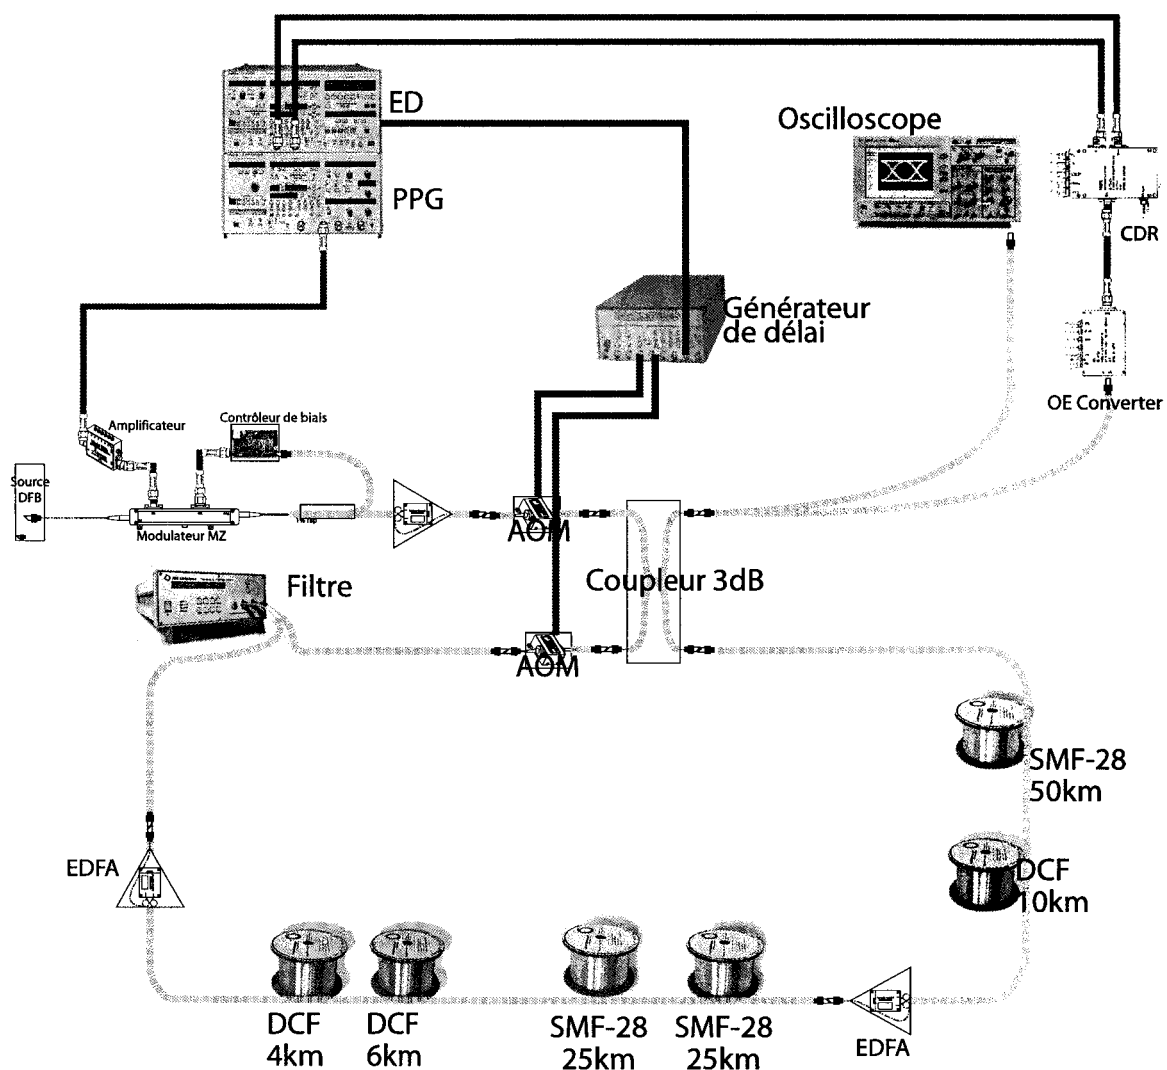 ED
PPG
Oscilloscope
CDR
Générateur
de délai
OE Converter
Amplificateur
Contrôleur de biais
Source
DFB
Modulateur MZ
1% Tap
AOM
Coupleur 3dB
Filtre
AOM
SMF-28
50km
DCF
10km
EDFA
DCF
4km
DCF
6km
SMF-28
25km
SMF-28
25km
EDFA